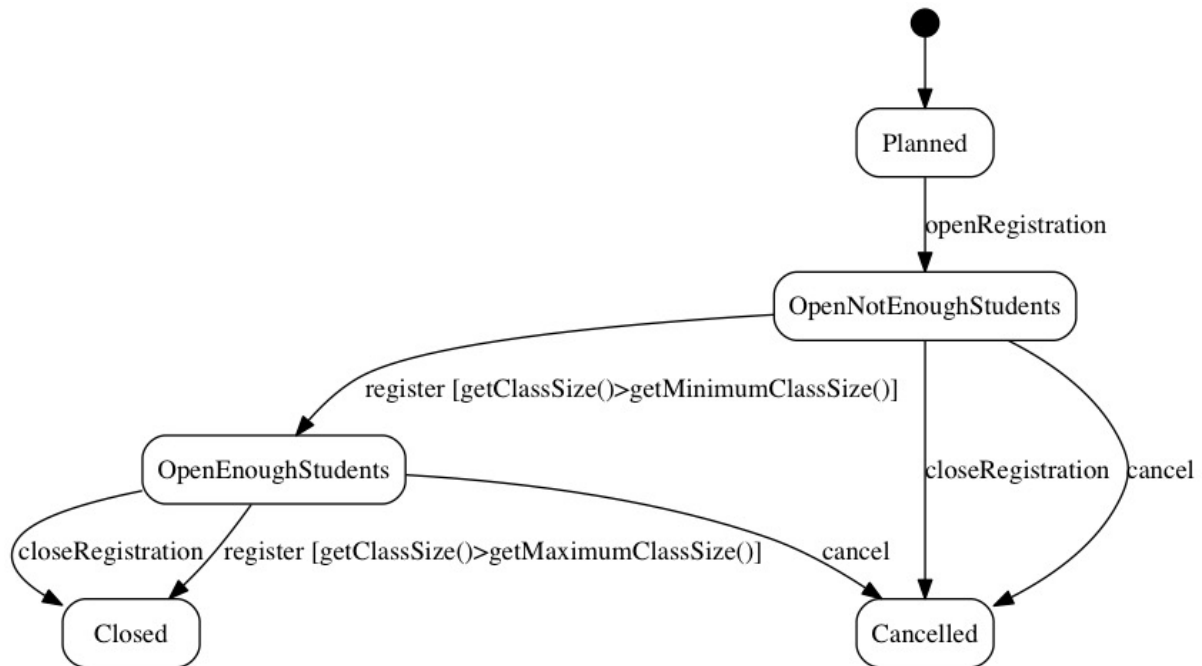 Planned
openRegistration
OpenNotEnoughStudents
register [getClassSize()>getMinimumClassSize()]
OpenEnoughStudents
closeRegistration
cancel
closeRegistration
register [getClassSize()>getMaximumClassSize()]
cancel
Closed
Cancelled